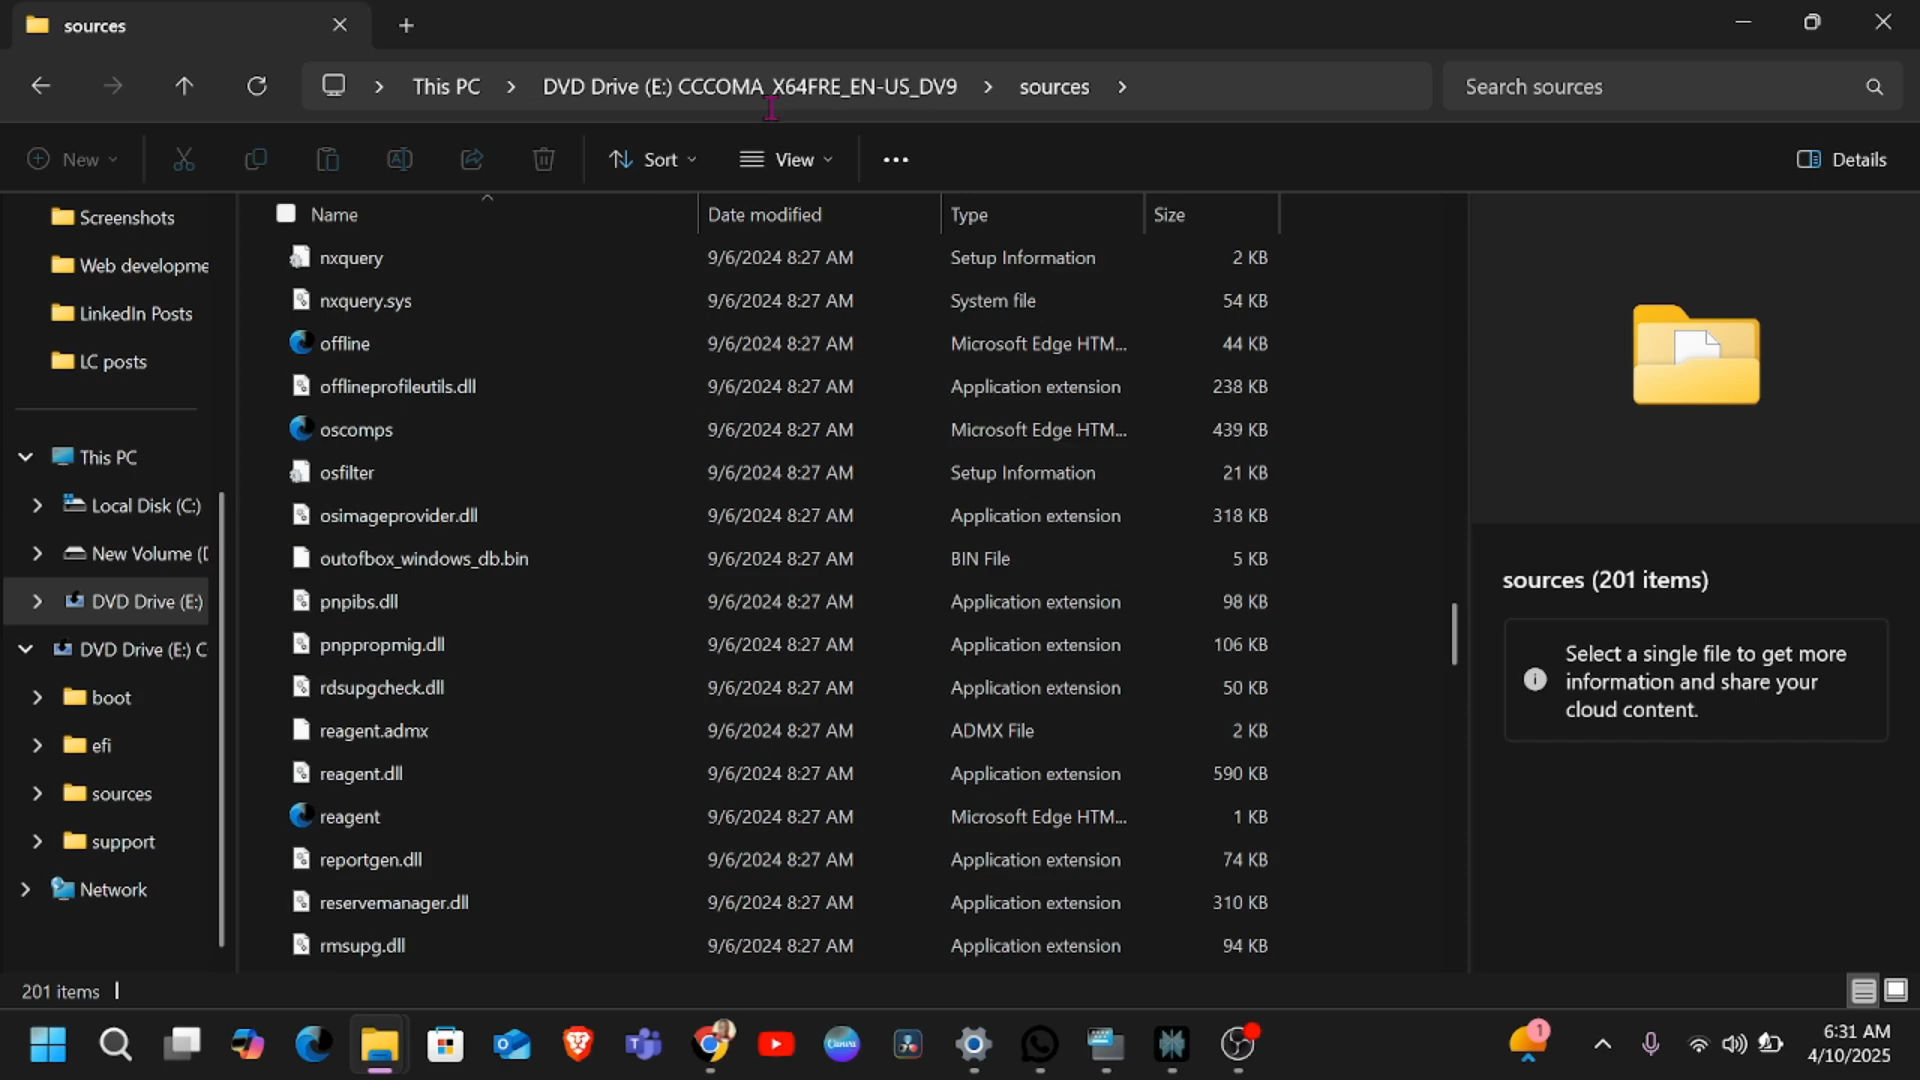 sources
This PC
DVD Drive (E:) CCCOMA_X64FRE_EN-US_DV9
sources
Search sources
New
Sort
View
Details
Screenshots
Web developme
LinkedIn Posts
LC posts
This PC
Local Disk (C:)
New Volume (D
DVD Drive (E:)
DVD Drive (E:) C
boot
efi
sources
support
Network
Name Date modified Type Size
nxquery 9/6/2024 8:27 AM Setup Information 2 KB
nxquery.sys 9/6/2024 8:27 AM System file 54 KB
offline 9/6/2024 8:27 AM Microsoft Edge HTM... 44 KB
offlineprofileutils.dll 9/6/2024 8:27 AM Application extension 238 KB
oscomps 9/6/2024 8:27 AM Microsoft Edge HTM... 439 KB
osfilter 9/6/2024 8:27 AM Setup Information 21 KB
osimageprovider.dll 9/6/2024 8:27 AM Application extension 318 KB
outofbox_windows_db.bin 9/6/2024 8:27 AM BIN File 5 KB
pnpibs.dll 9/6/2024 8:27 AM Application extension 98 KB
pnppropmig.dll 9/6/2024 8:27 AM Application extension 106 KB
rdsupgcheck.dll 9/6/2024 8:27 AM Application extension 50 KB
reagent.admx 9/6/2024 8:27 AM ADMX File 2 KB
reagent.dll 9/6/2024 8:27 AM Application extension 590 KB
reagent 9/6/2024 8:27 AM Microsoft Edge HTM... 1 KB
reportgen.dll 9/6/2024 8:27 AM Application extension 74 KB
reservemanager.dll 9/6/2024 8:27 AM Application extension 310 KB
rmsupg.dll 9/6/2024 8:27 AM Application extension 94 KB
sources (201 items)
Select a single file to get more
information and share your
cloud content.
201 items
Canva
1
6:31 AM
4/10/2025